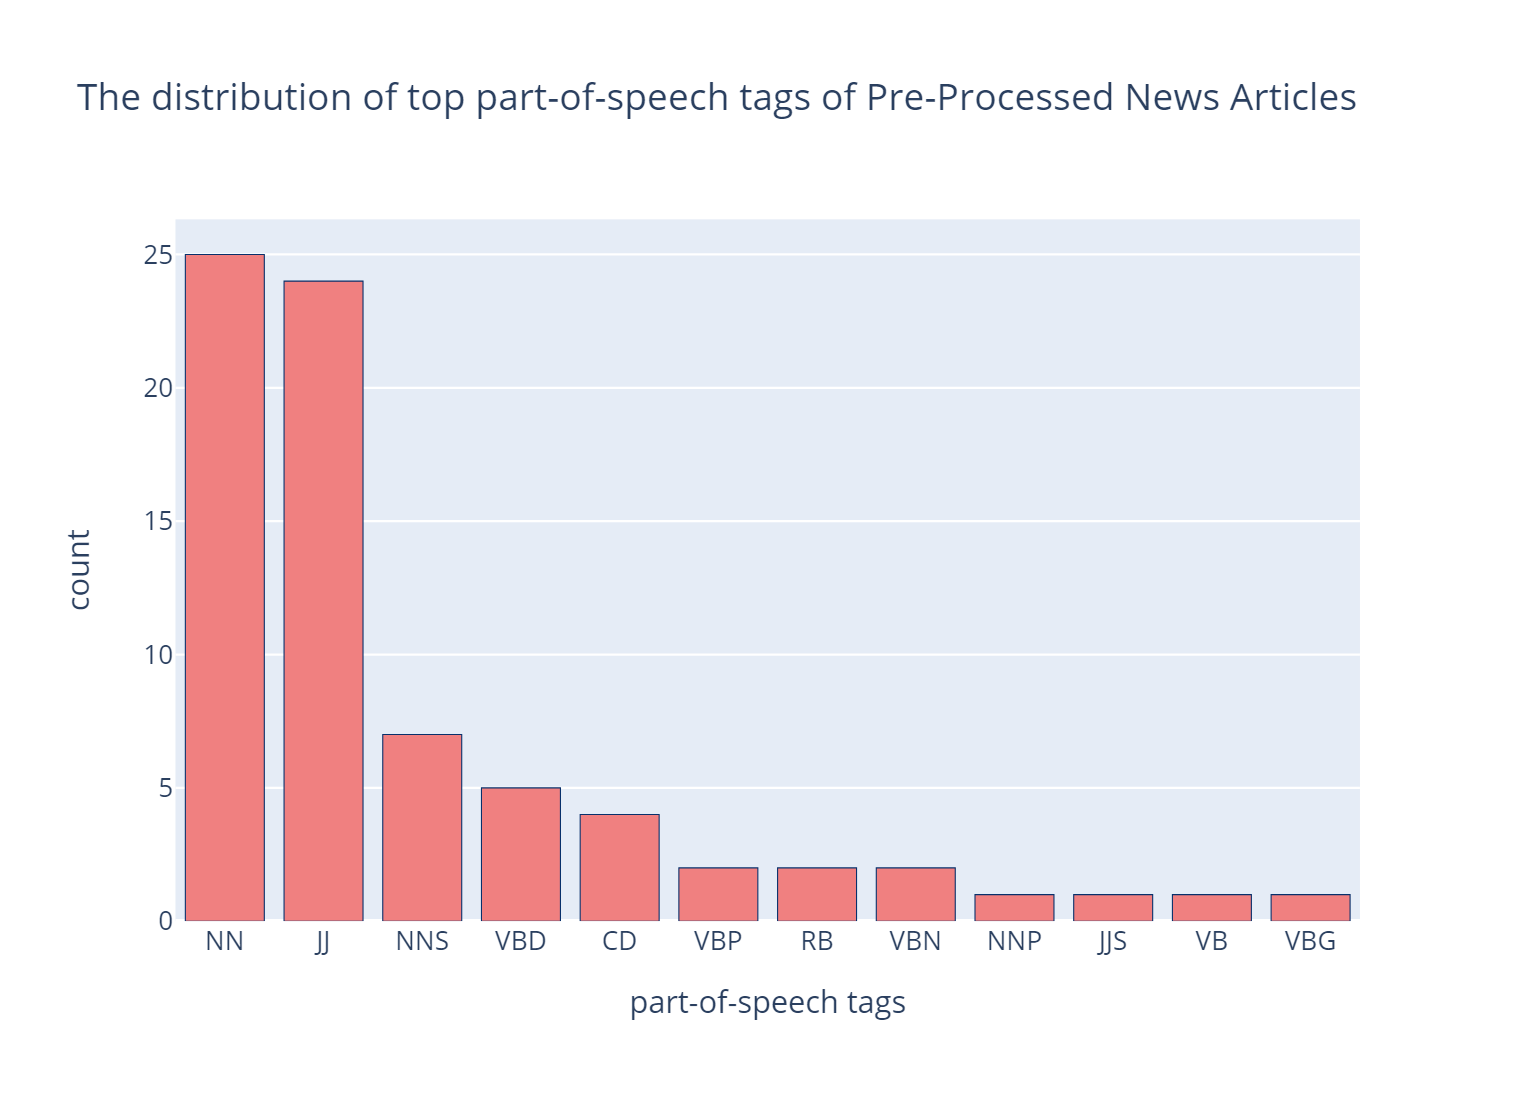 The distribution of top part-of-speech tags of Pre-Processed News Articles
25
20
15
10
5
0
count
NN JJ NNS VBD CD VBP RB VBN NNP JJS VB VBG
part-of-speech tags